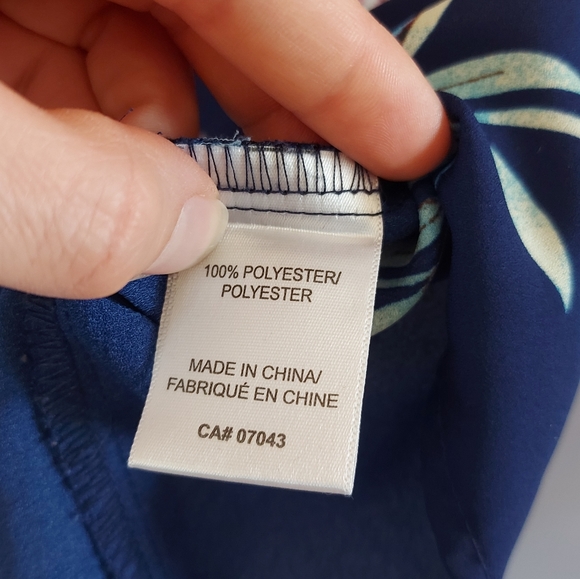 100% POLYESTER/
POLYESTER
MADE IN CHINA/
FABRIQUÉ EN CHINE
CA# 07043